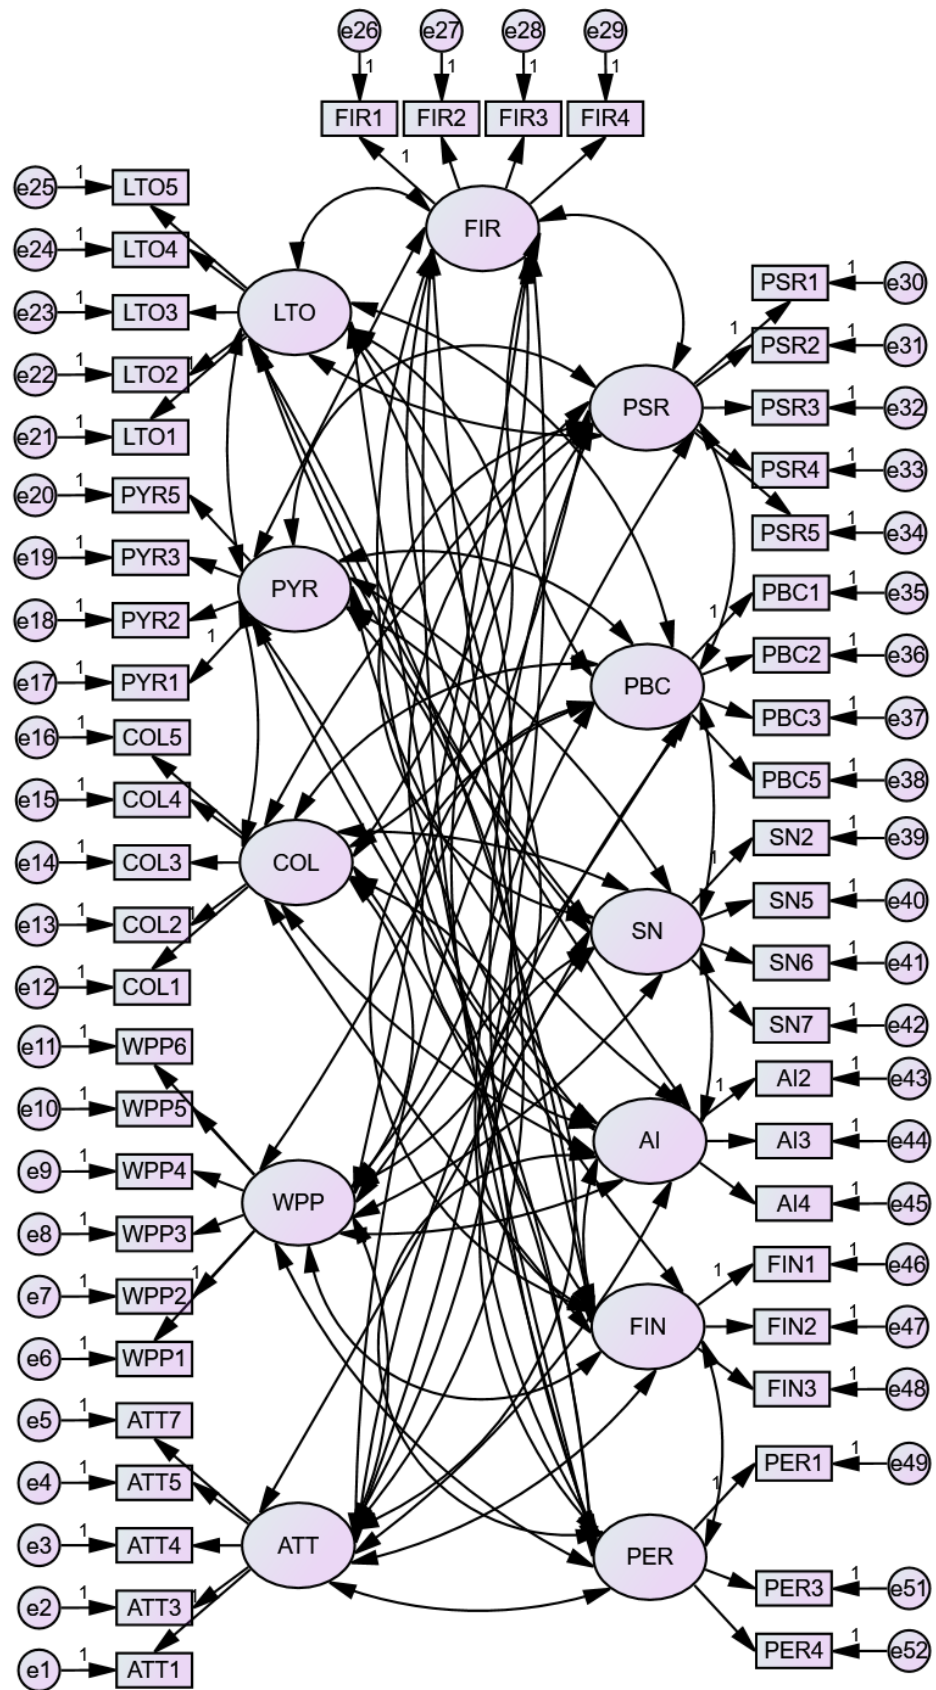 e26 e27 e28 e29
1 1 1 1
FIR1 FIR2 FIR3 FIR4
1
FIR
e25 1 LTO5
e24 1 LTO4
e23 1 LTO3
e22 1 LTO2
1
e21 1 LTO1
LTO
e20 1 PYR5
e19 1 PYR3
e18 1 PYR2
1
e17 1 PYR1
PYR
e16 1 COL5
e15 1 COL4
e14 1 COL3
e13 1 COL2
1
e12 1 COL1
COL
e11 1 WPP6
e10 1 WPP5
e9 1 WPP4
e8 1 WPP3
e7 1 WPP2
1
e6 1 WPP1
WPP
e5 1 ATT7
e4 1 ATT5
e3 1 ATT4
e2 1 ATT3
1
e1 1 ATT1
ATT
PSR
1
PSR1 1 e30
PSR2 1 e31
PSR3 1 e32
PSR4 1 e33
PSR5 1 e34
PBC
1
PBC1 1 e35
PBC2 1 e36
PBC3 1 e37
PBC5 1 e38
SN
1
SN2 1 e39
SN5 1 e40
SN6 1 e41
SN7 1 e42
AI
1
AI2 1 e43
AI3 1 e44
AI4 1 e45
FIN
1
FIN1 1 e46
FIN2 1 e47
FIN3 1 e48
PER
1
PER1 1 e49
PER3 1 e51
PER4 1 e52